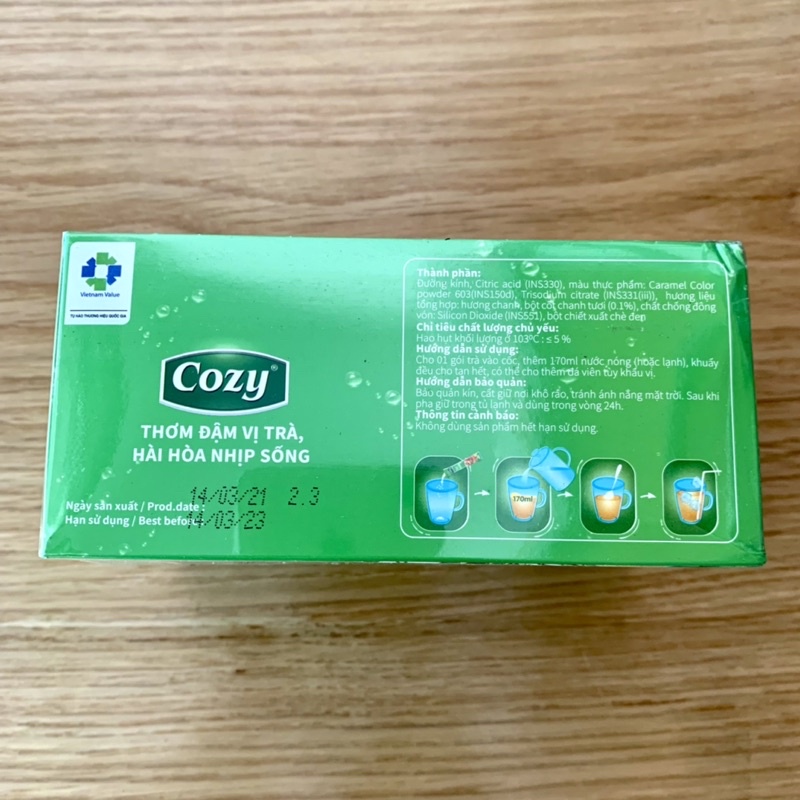 Vietnam Value
TỰ HÀO THƯƠNG HIỆU QUỐC GIA
Cozy®
THƠM ĐẬM VỊ TRÀ,
HÀI HÒA NHỊP SỐNG
14/03/21 2.3
Ngày sản xuất / Prod.date :
14/03/23
Hạn sử dụng / Best before :
Thành phần:
Đường kính, Citric acid (INS330), màu thực phẩm: Caramel Color
powder 603(INS150d), Trisodium citrate (INS331(iii)), hương liệu
tổng hợp: hương chanh, bột cốt chanh tươi (0.1%), chất chống đông
vón: Silicon Dioxide (INS551), bột chiết xuất chè đen
Chỉ tiêu chất lượng chủ yếu:
Hao hụt khối lượng ở 103ºC : ≤ 5 %
Hướng dẫn sử dụng:
Cho 01 gói trà vào cốc, thêm 170ml nước nóng (hoặc lạnh), khuấy
đều cho tan hết, có thể cho thêm đá viên tùy khẩu vị.
Hướng dẫn bảo quản:
Bảo quản kín, cất giữ nơi khô ráo, tránh ánh nắng mặt trời. Sau khi
pha giữ trong tủ lạnh và dùng trong vòng 24h.
Thông tin cảnh báo:
Không dùng sản phẩm hết hạn sử dụng.
170ml